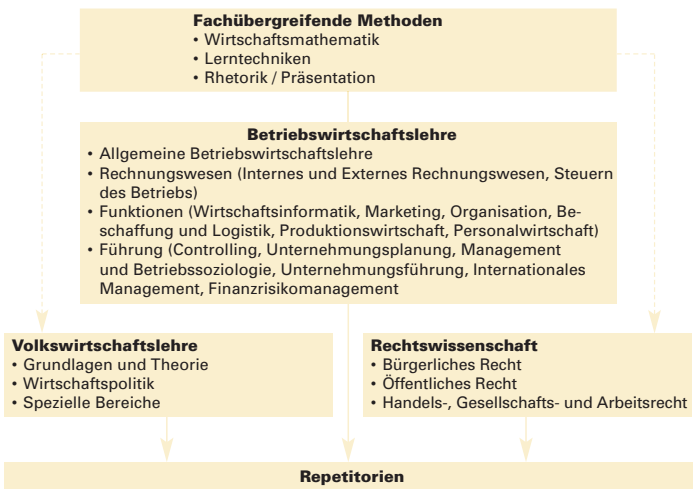 Fachübergreifende Methoden
• Wirtschaftsmathematik
• Lerntechniken
• Rhetorik / Präsentation
Betriebswirtschaftslehre
• Allgemeine Betriebswirtschaftslehre
• Rechnungswesen (Internes und Externes Rechnungswesen, Steuern
des Betriebs)
• Funktionen (Wirtschaftsinformatik, Marketing, Organisation, Be-
schaffung und Logistik, Produktionswirtschaft, Personalwirtschaft)
• Führung (Controlling, Unternehmungsplanung, Management
und Betriebssoziologie, Unternehmungsführung, Internationales
Management, Finanzrisikomanagement
Volkswirtschaftslehre
• Grundlagen und Theorie
• Wirtschaftspolitik
• Spezielle Bereiche
Rechtswissenschaft
• Bürgerliches Recht
• Öffentliches Recht
• Handels-, Gesellschafts- und Arbeitsrecht
Repetitorien